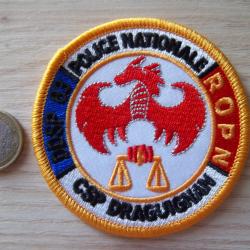 POLICE NATIONALE
DDSP 83
ROPN
CSP DRAGUIGNAN